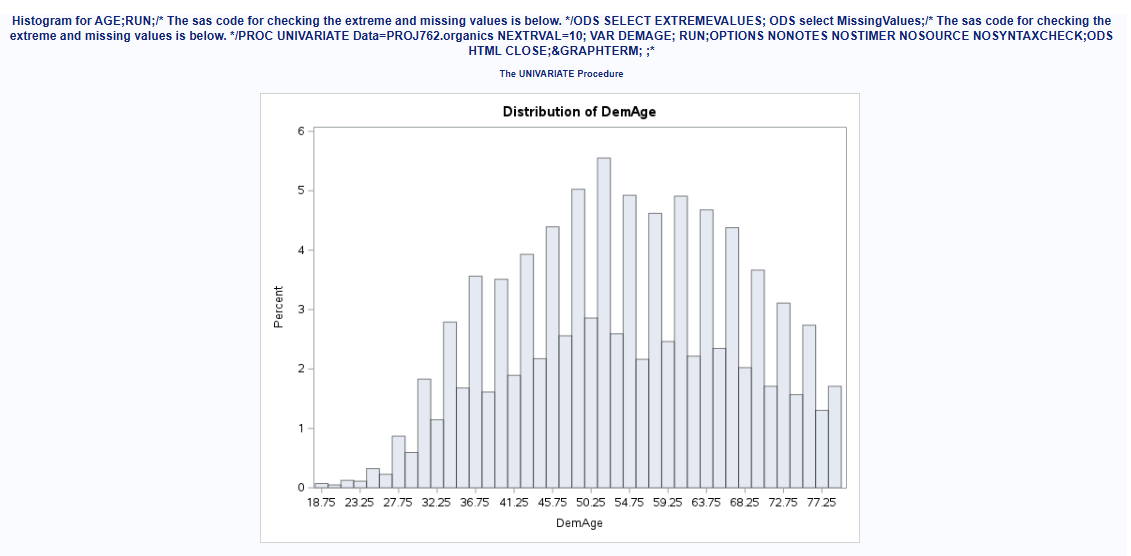 Histogram for AGE;RUN;/* The sas code for checking the extreme and missing values is below. */ODS SELECT EXTREMEVALUES; ODS select MissingValues;/* The sas code for checking the
extreme and missing values is below. */PROC UNIVARIATE Data=PROJ762.organics NEXTRVAL=10; VAR DEMAGE; RUN;OPTIONS NONOTES NOSTIMER NOSOURCE NOSYNTAXCHECK;ODS
HTML CLOSE;&GRAPHTERM; ;*
The UNIVARIATE Procedure
Distribution of DemAge
6
5
4
3
2
1
0
Percent
18.75 23.25 27.75 32.25 36.75 41.25 45.75 50.25 54.75 59.25 63.75 68.25 72.75 77.25
DemAge